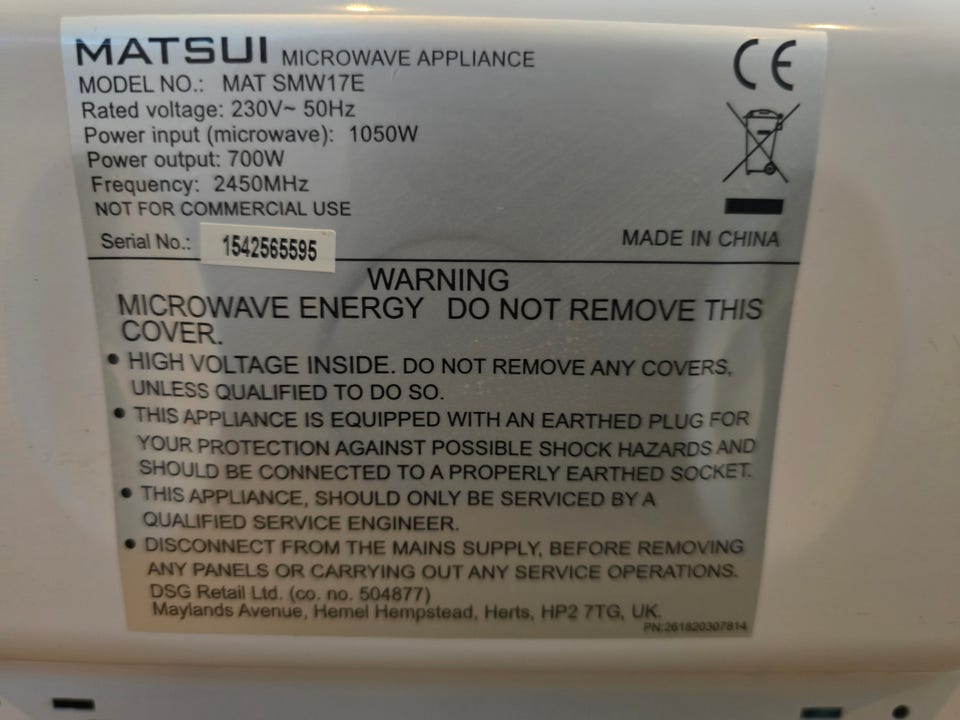 MATSUI MICROWAVE APPLIANCE
MODEL NO.: MAT SMW17E
Rated voltage: 230V~ 50Hz
Power input (microwave): 1050W
Power output: 700W
Frequency: 2450MHz
NOT FOR COMMERCIAL USE
Serial No.: 1542565595
CE
MADE IN CHINA
WARNING
MICROWAVE ENERGY DO NOT REMOVE THIS
COVER.
• HIGH VOLTAGE INSIDE. DO NOT REMOVE ANY COVERS,
UNLESS QUALIFIED TO DO SO.
• THIS APPLIANCE IS EQUIPPED WITH AN EARTHED PLUG FOR
YOUR PROTECTION AGAINST POSSIBLE SHOCK HAZARDS AND
SHOULD BE CONNECTED TO A PROPERLY EARTHED SOCKET.
• THIS APPLIANCE, SHOULD ONLY BE SERVICED BY A
QUALIFIED SERVICE ENGINEER.
• DISCONNECT FROM THE MAINS SUPPLY, BEFORE REMOVING
ANY PANELS OR CARRYING OUT ANY SERVICE OPERATIONS.
DSG Retail Ltd. (co. no. 504877)
Maylands Avenue, Hemel Hempstead, Herts, HP2 7TG, UK.
PN:261820307814